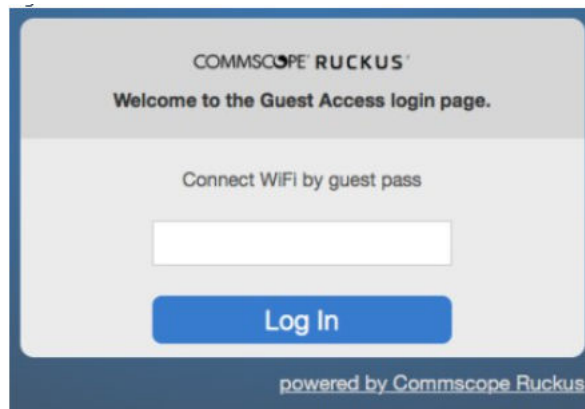 COMMSCOPE RUCKUS
Welcome to the Guest Access login page.
Connect WiFi by guest pass
Log In
powered by Commscope Ruckus